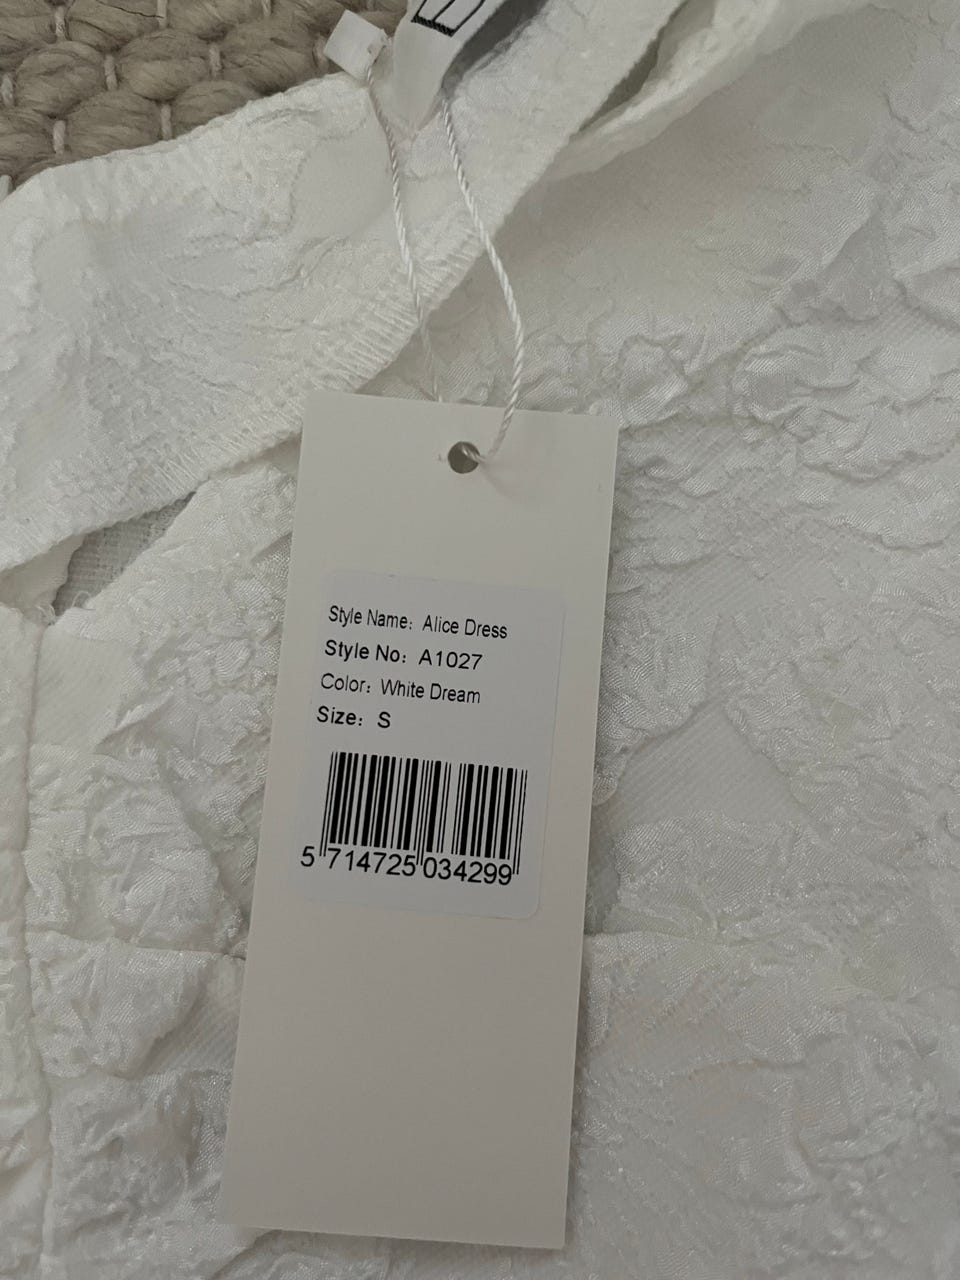 Style Name: Alice Dress
Style No: A1027
Color: White Dream
Size: S
5 714725 034299